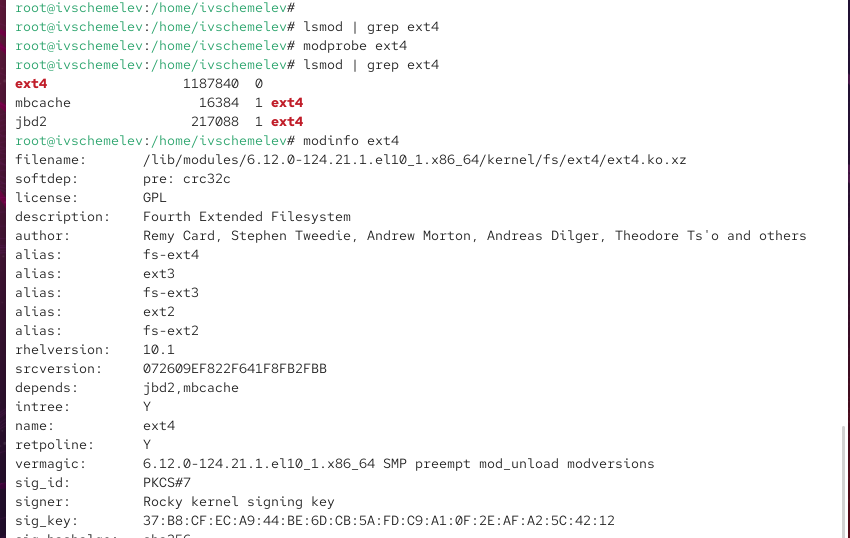 root@ivschemelev:/home/ivschemelev#
root@ivschemelev:/home/ivschemelev# lsmod | grep ext4
root@ivschemelev:/home/ivschemelev# modprobe ext4
root@ivschemelev:/home/ivschemelev# lsmod | grep ext4
ext4                 1187840  0
mbcache                16384  1 ext4
jbd2                  217088  1 ext4
root@ivschemelev:/home/ivschemelev# modinfo ext4
filename:       /lib/modules/6.12.0-124.21.1.el10_1.x86_64/kernel/fs/ext4/ext4.ko.xz
softdep:        pre: crc32c
license:        GPL
description:    Fourth Extended Filesystem
author:         Remy Card, Stephen Tweedie, Andrew Morton, Andreas Dilger, Theodore Ts'o and others
alias:          fs-ext4
alias:          ext3
alias:          fs-ext3
alias:          ext2
alias:          fs-ext2
rhelversion:    10.1
srcversion:     072609EF822F641F8FB2FBB
depends:        jbd2,mbcache
intree:         Y
name:           ext4
retpoline:      Y
vermagic:       6.12.0-124.21.1.el10_1.x86_64 SMP preempt mod_unload modversions
sig_id:         PKCS#7
signer:         Rocky kernel signing key
sig_key:        37:B8:CF:EC:A9:44:BE:6D:CB:5A:FD:C9:A1:0F:2E:AF:A2:5C:42:12